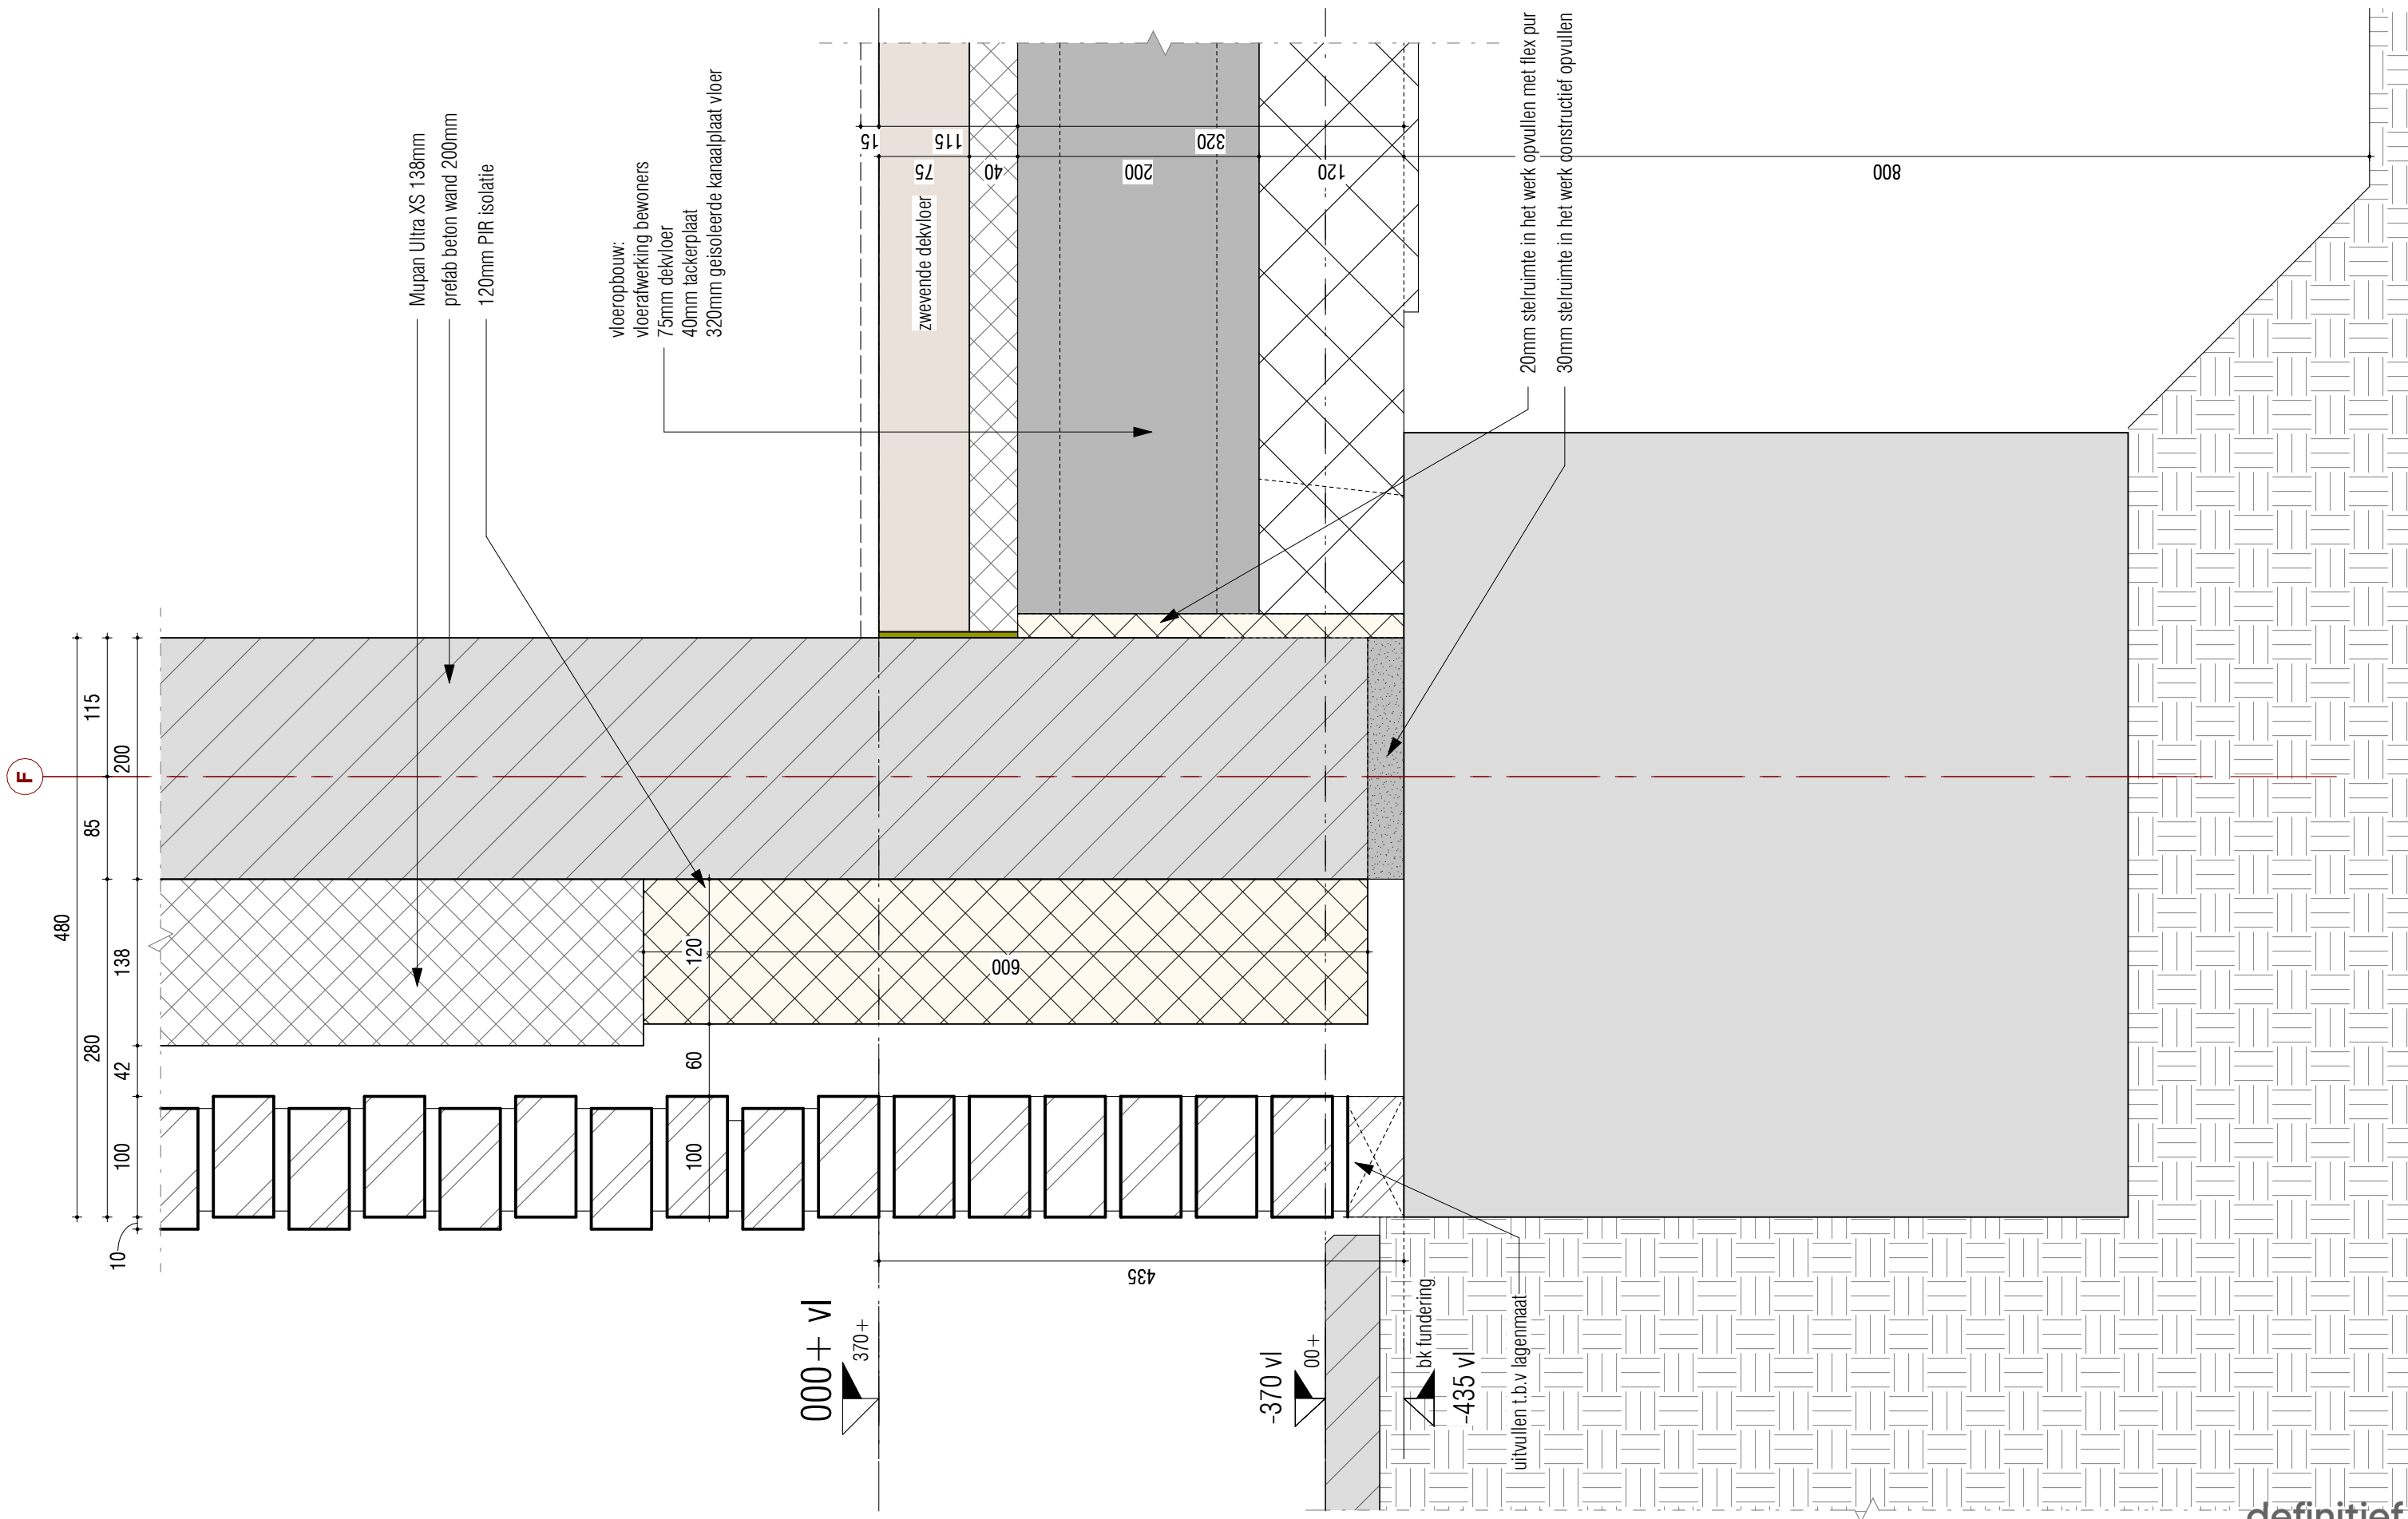 F
480
115
85
280
200
138
42
100
10
Mupan Ultra XS 138mm
prefab beton wand 200mm
120mm PIR isolatie
vloeropbouw:
vloerafwerking bewoners
75mm dekvloer
40mm tackerplaat
320mm geisoleerde kanaalplaat vloer
15
115
320
75
40
200
120
800
zwevende dekvloer
20mm stelruimte in het werk opvullen met flex pur
30mm stelruimte in het werk constructief opvullen
120
600
60
100
435
000+ vl
370+
-370 vl
00+
bk fundering
-435 vl
uitvullen t.b.v lagenmaat
definitief